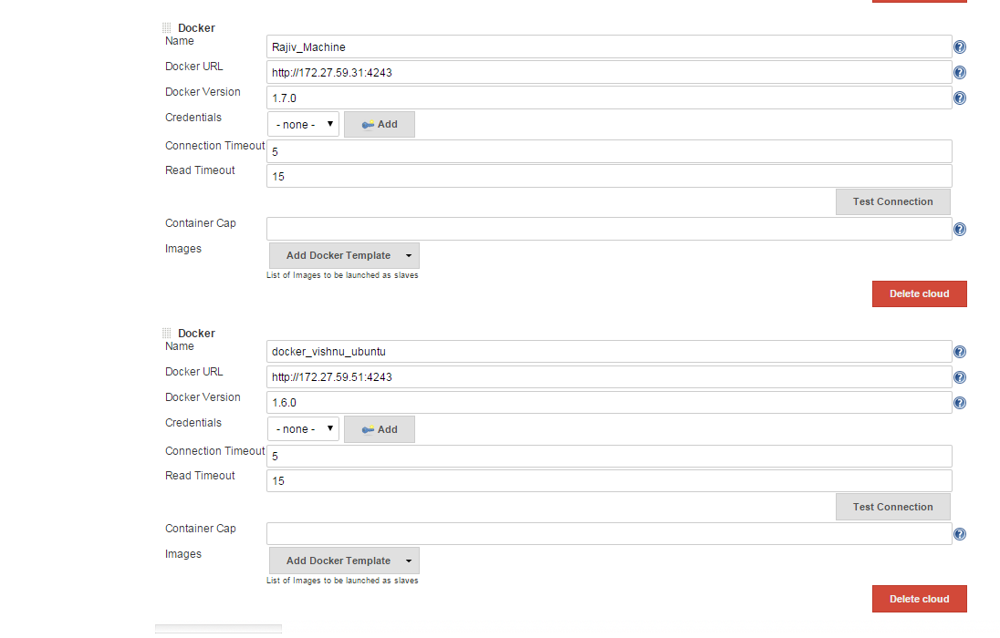 Docker
Name
Rajiv_Machine
Docker URL
http://172.27.59.31:4243
Docker Version
1.7.0
Credentials
- none -
Add
Connection Timeout
5
Read Timeout
15
Test Connection
Container Cap
Images
Add Docker Template
List of Images to be launched as slaves
Delete cloud
Docker
Name
docker_vishnu_ubuntu
Docker URL
http://172.27.59.51:4243
Docker Version
1.6.0
Credentials
- none -
Add
Connection Timeout
5
Read Timeout
15
Test Connection
Container Cap
Images
Add Docker Template
List of Images to be launched as slaves
Delete cloud